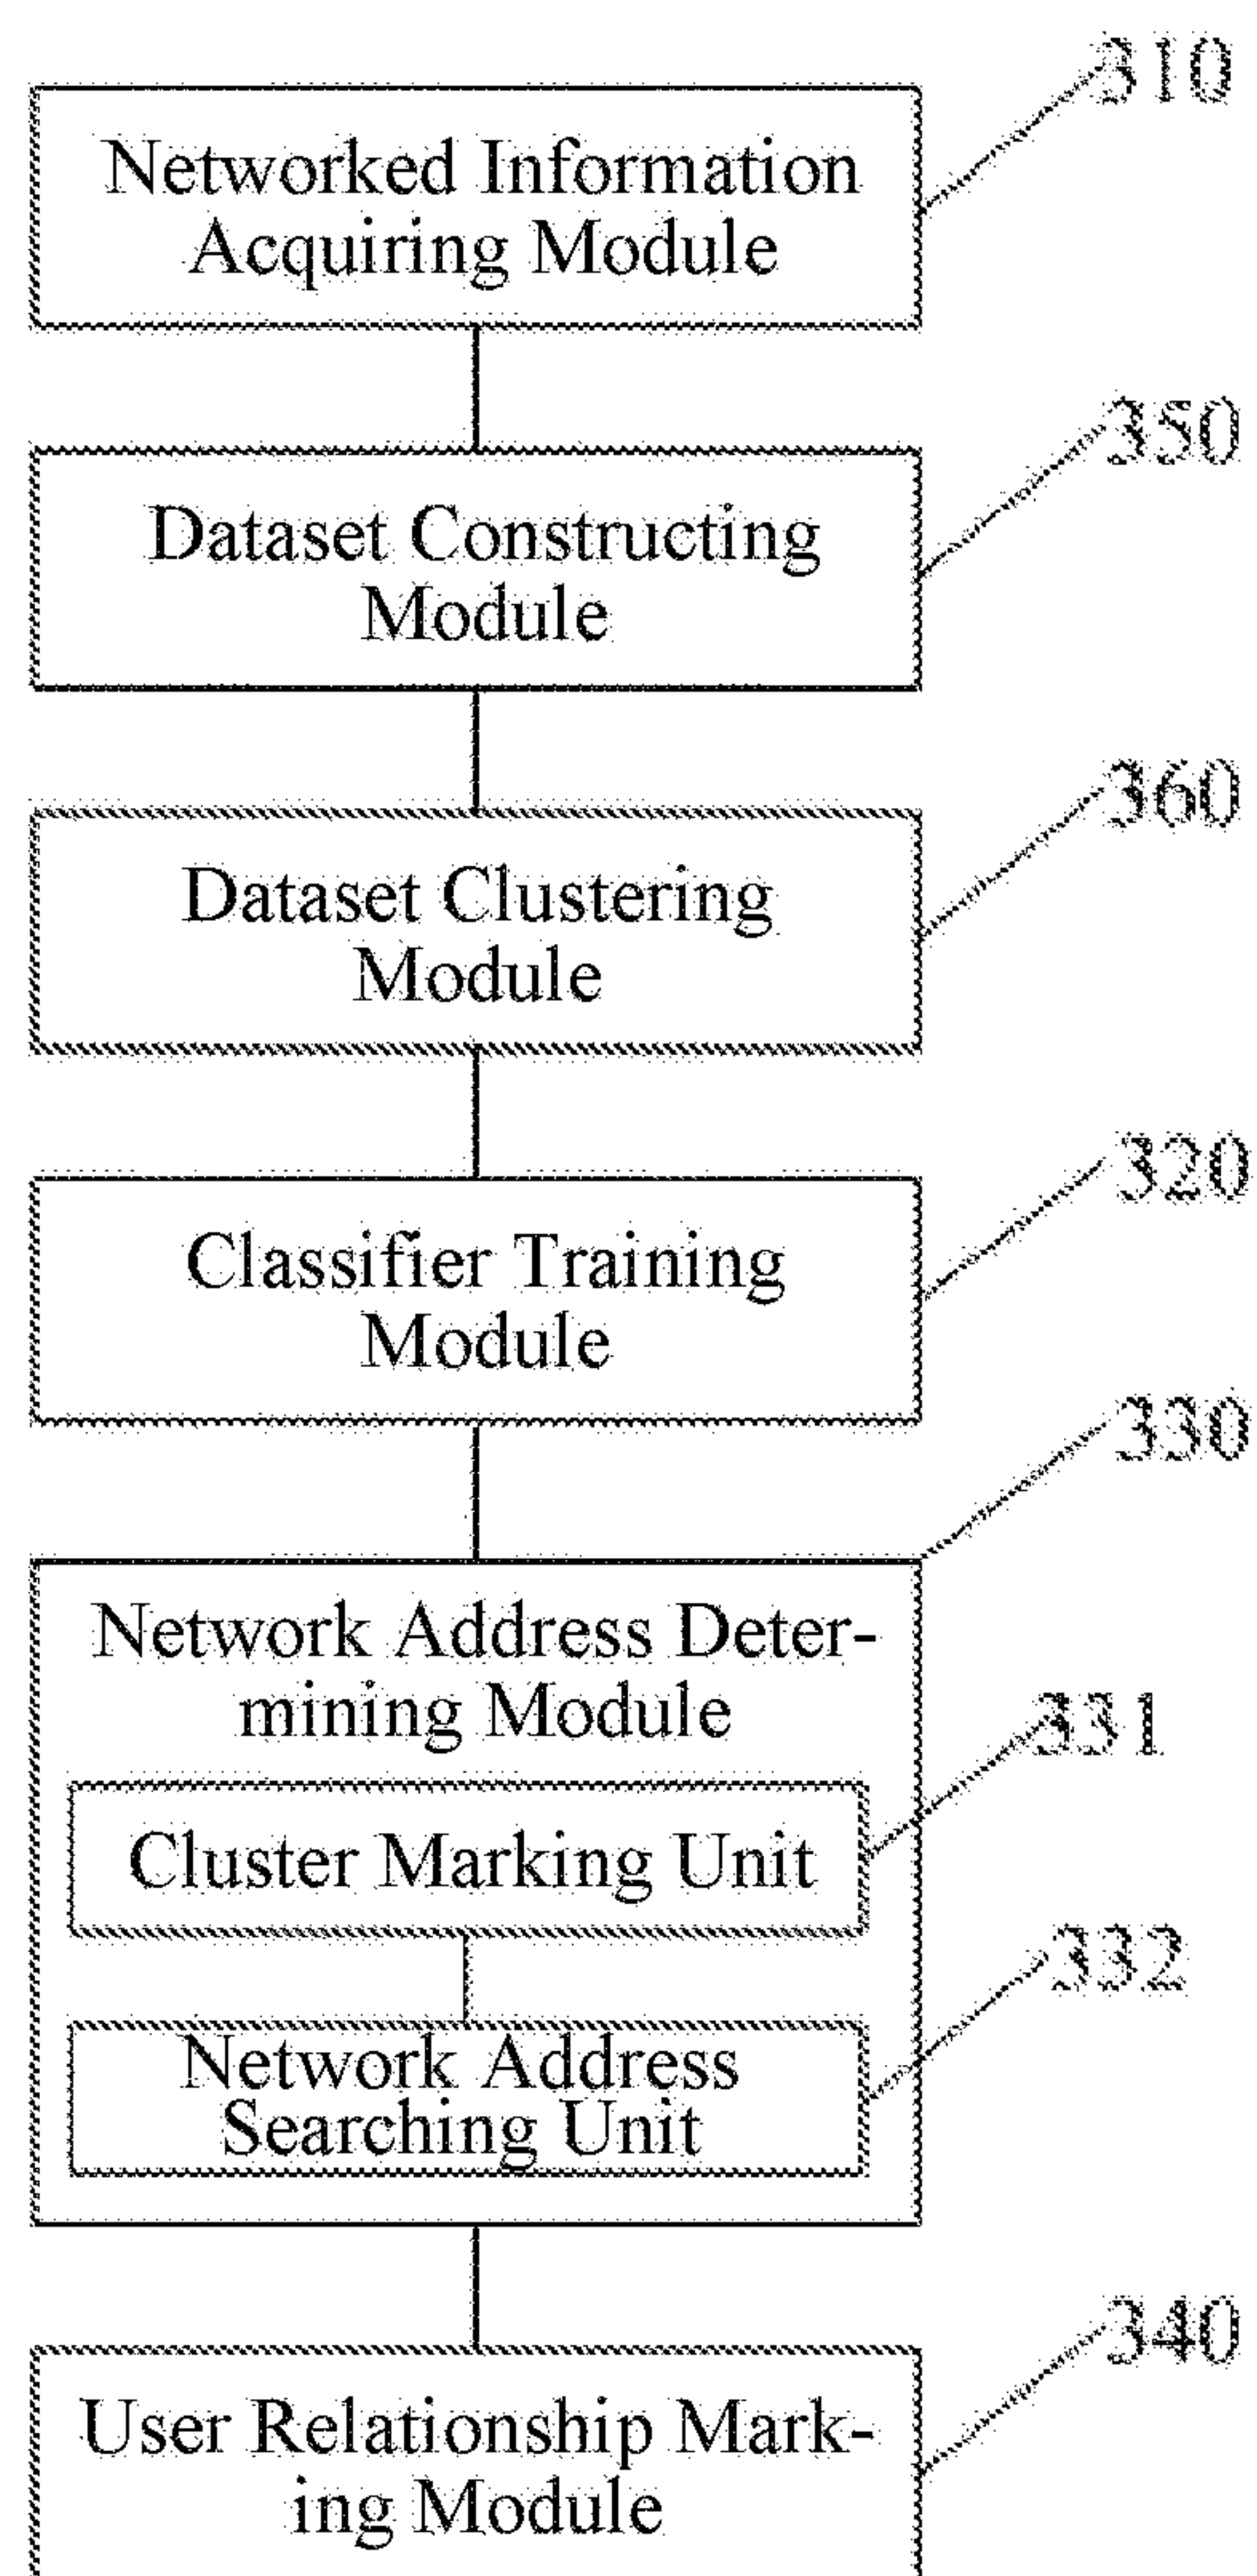 310
Networked Information
Acquiring Module
350
Dataset Constructing
Module
360
Dataset Clustering
Module
320
Classifier Training
Module
330
Network Address Deter-
mining Module
331
Cluster Marking Unit
332
Network Address
Searching Unit
340
User Relationship Mark-
ing Module